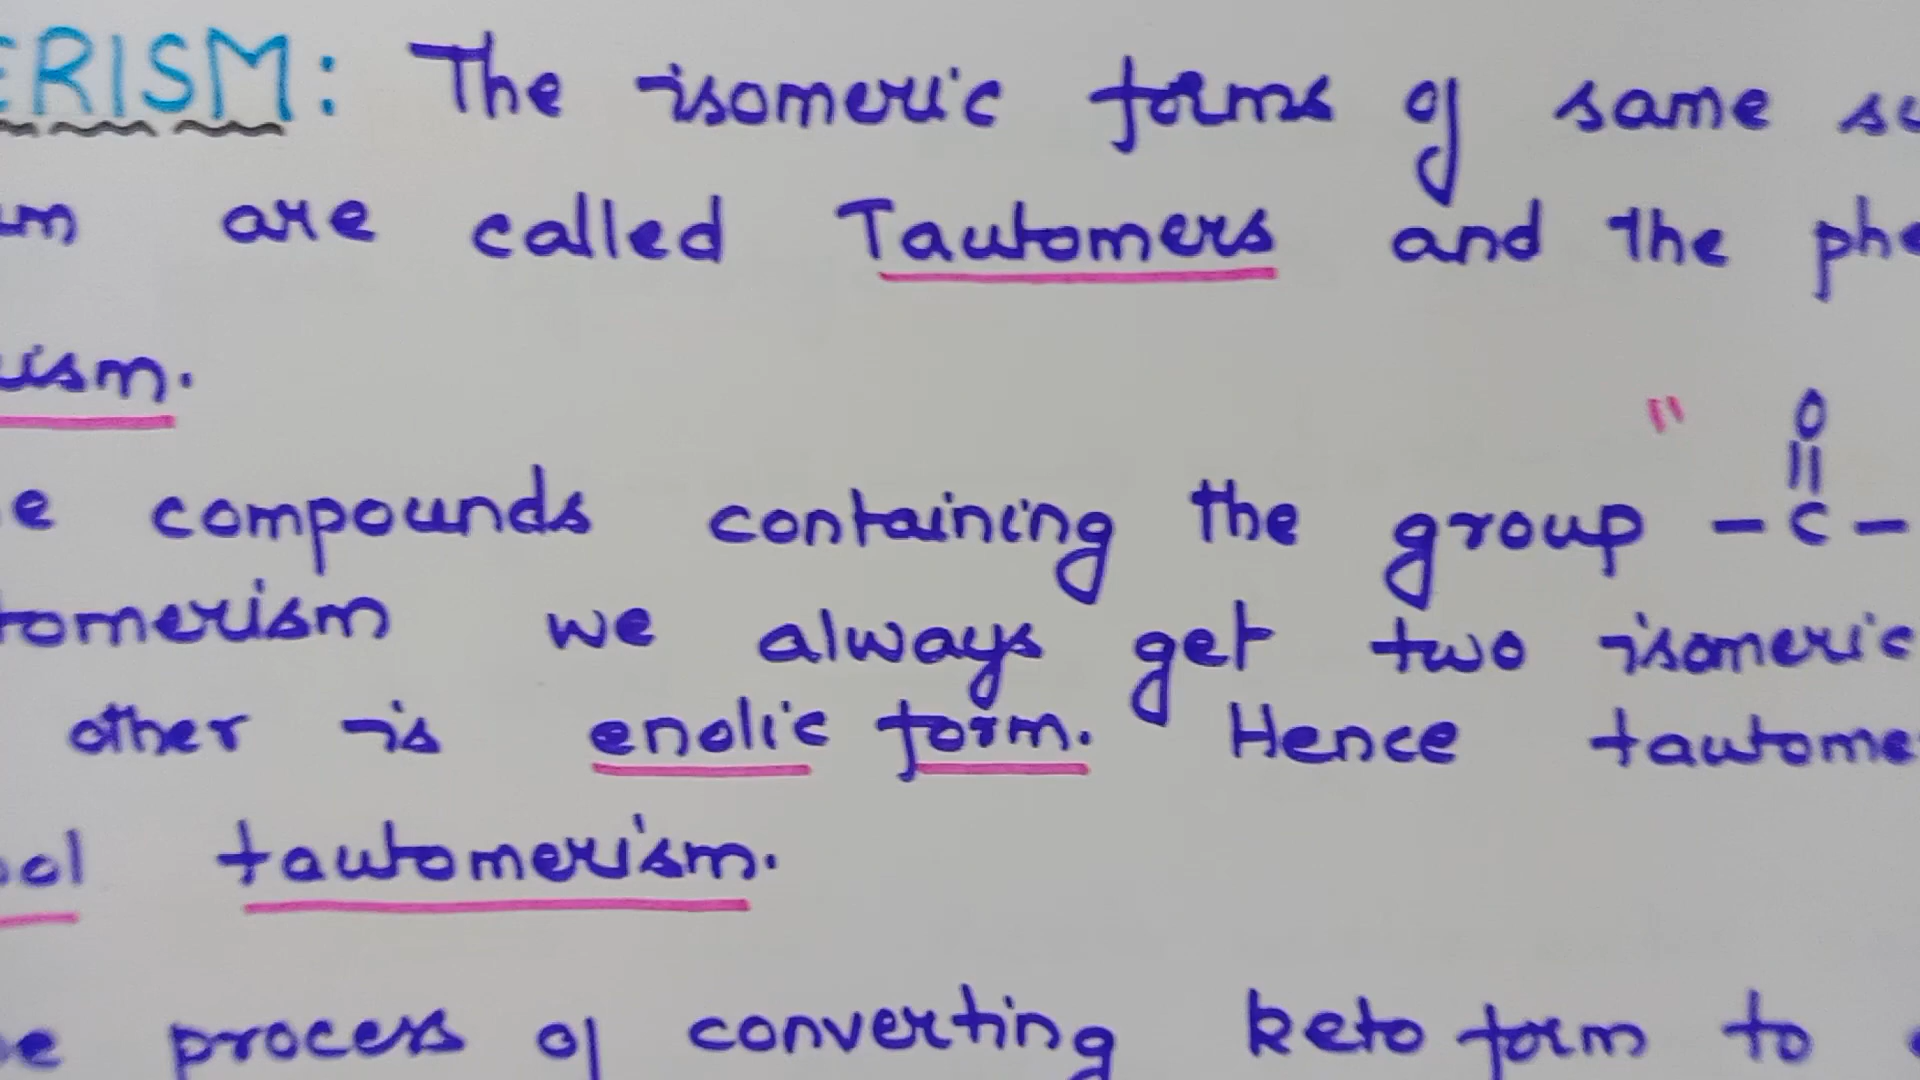 ERISM: The isomeric forms of same
are called Tautomers and the
ism.
O
compounds containing the group " -C-
tomerism we always get two isomeric
other is enolic form. Hence tautome
ol tautomerism.
process of converting keto form to